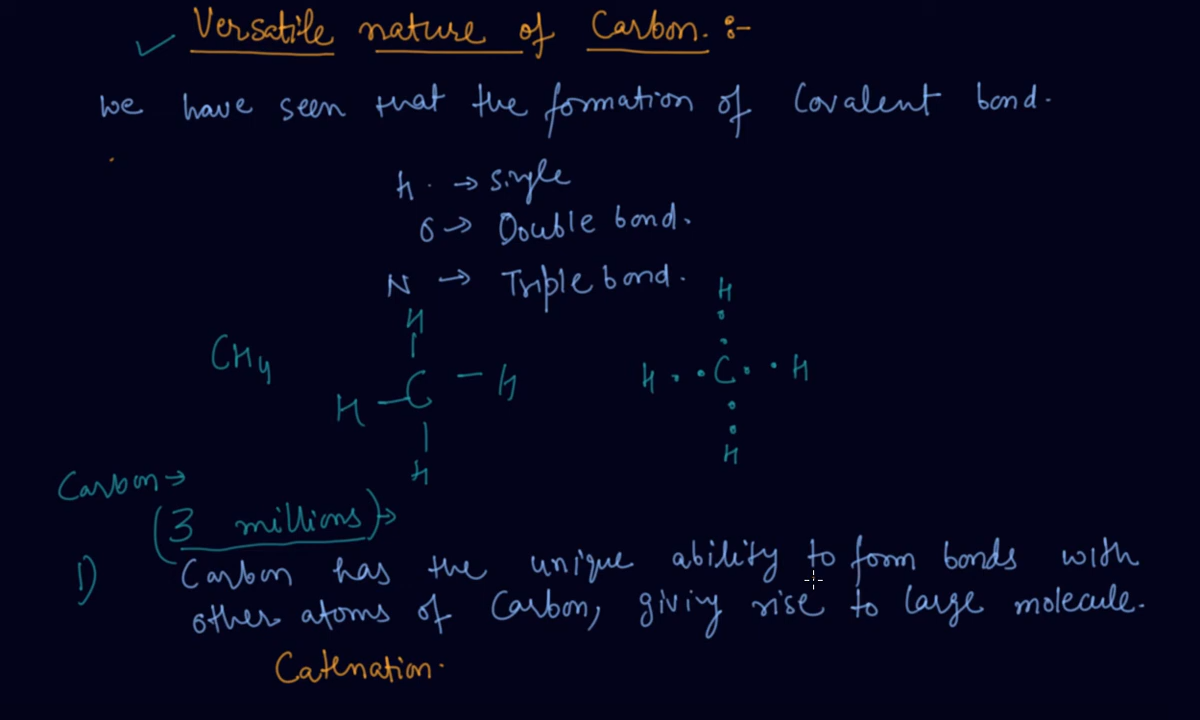 Versatile nature of Carbon. :-
we have seen that the formation of Covalent bond.
H. → single
O → Double bond.
N → Triple bond.
H H
CH4 H - C - H H . . C . . H
H H
Carbon →
(3 millions) →
1) Carbon has the unique ability to form bonds with
other atoms of Carbon, giving rise to large molecule.
Catenation.